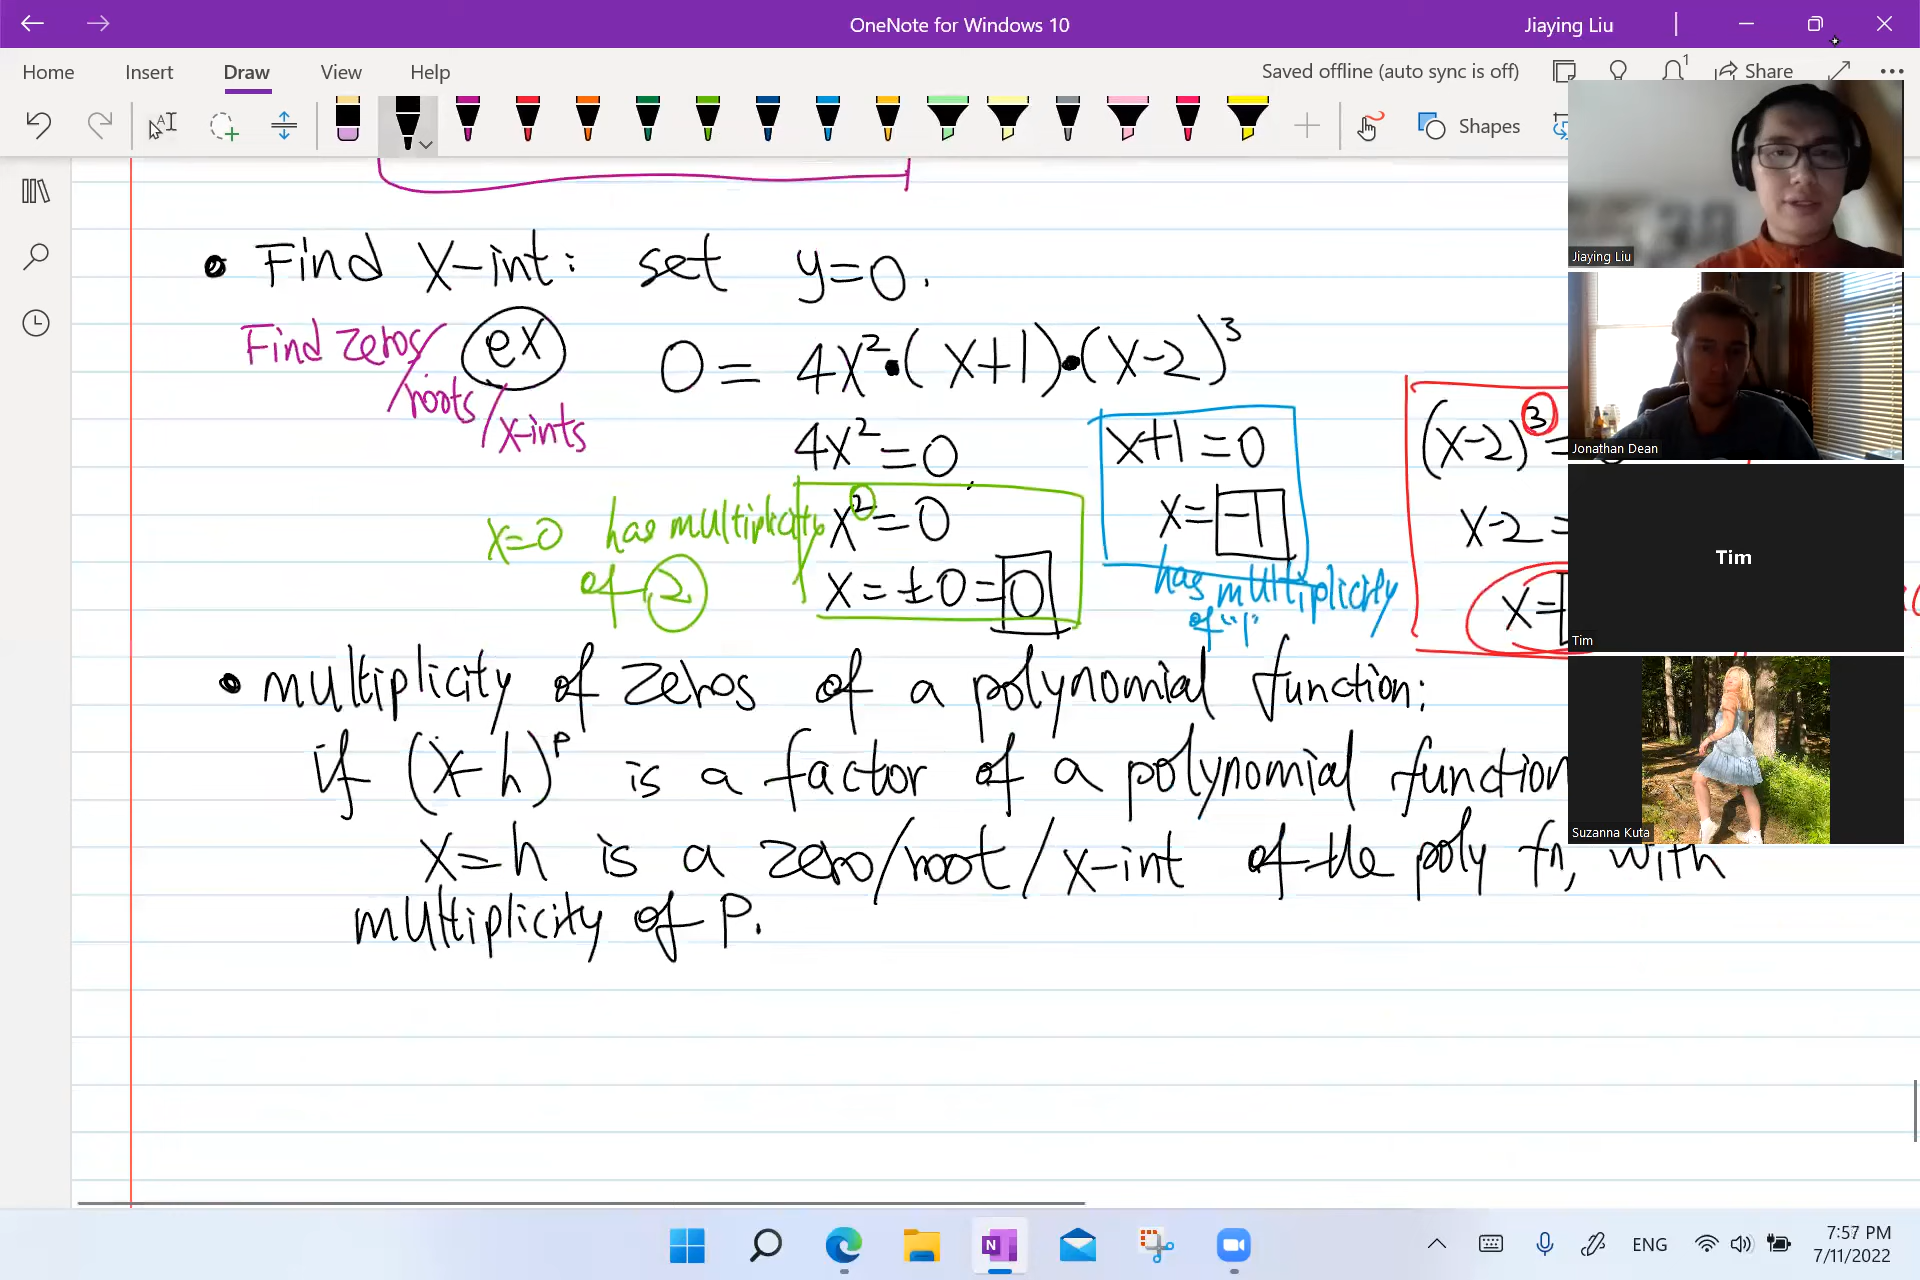 OneNote for Windows 10
Jiaying Liu
Home Insert Draw View Help
Saved offline (auto sync is off)
1
Share
Shapes
• Find X-int: set y=0.
Find zeros/
/roots/
x-ints
ex
0 = 4x²•(x+1)•(x-2)³
4x²=0
x²=0
x=±0=0
x=0 has multiplicity
of 2
x+1=0
x=-1
has multiplicity
of "1"
(x-2)³=
x-2=
x=
• multiplicity of zeros of a polynomial function:
if (x-h)^p is a factor of a polynomial function
x=h is a zero/root/x-int of the poly fn, with
multiplicity of P.
Jiaying Liu
Jonathan Dean
Tim
Tim
Suzanna Kuta
ENG
7:57 PM
7/11/2022